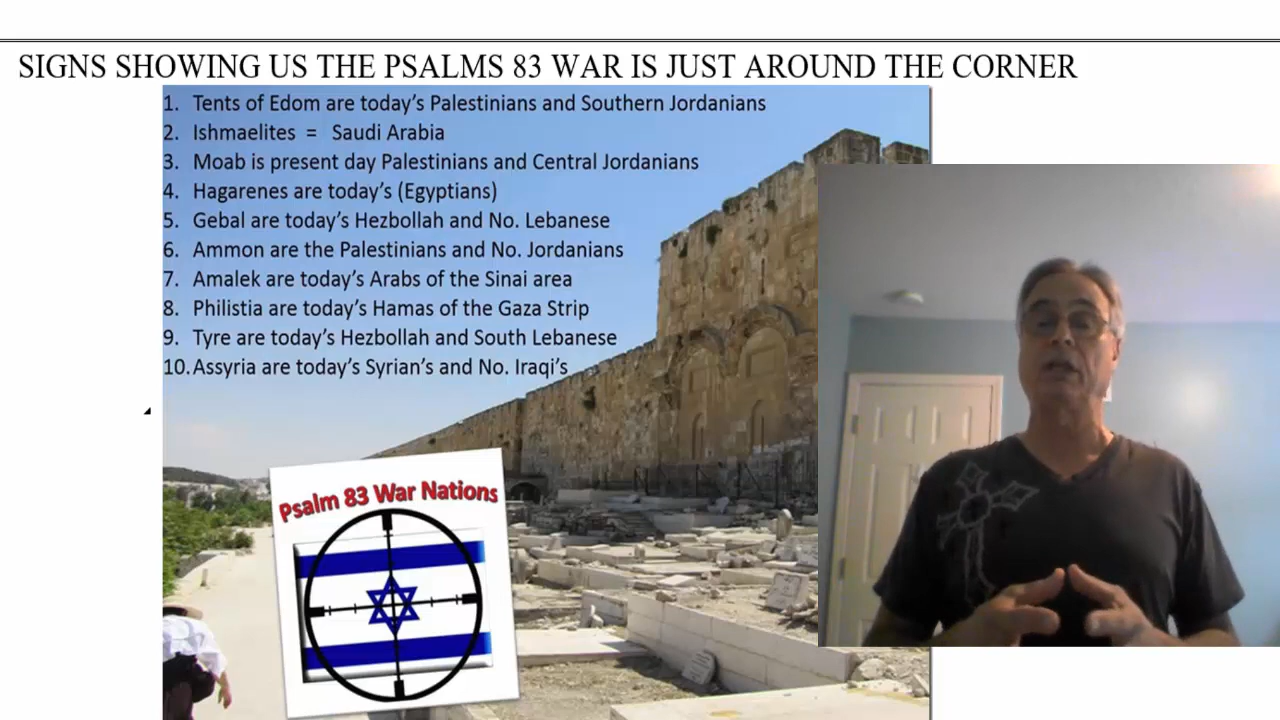 SIGNS SHOWING US THE PSALMS 83 WAR IS JUST AROUND THE CORNER
1. Tents of Edom are today's Palestinians and Southern Jordanians
2. Ishmaelites = Saudi Arabia
3. Moab is present day Palestinians and Central Jordanians
4. Hagarenes are today's (Egyptians)
5. Gebal are today's Hezbollah and No. Lebanese
6. Ammon are the Palestinians and No. Jordanians
7. Amalek are today's Arabs of the Sinai area
8. Philistia are today's Hamas of the Gaza Strip
9. Tyre are today's Hezbollah and South Lebanese
10. Assyria are today's Syrian's and No. Iraqi's
Psalm 83 War Nations